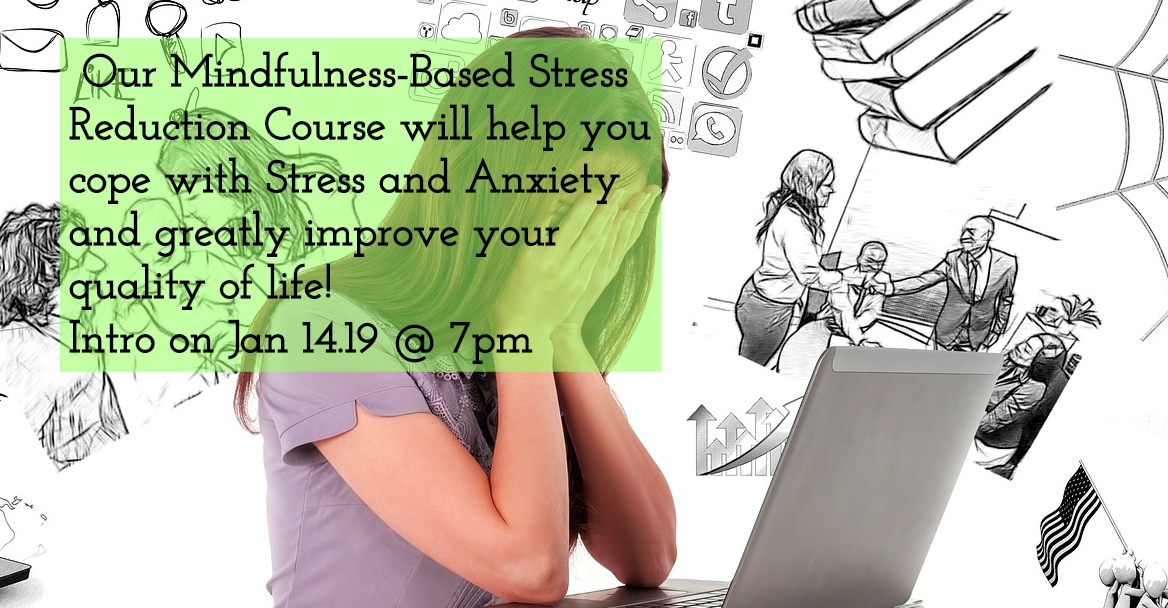 Our Mindfulness-Based Stress
Reduction Course will help you
cope with Stress and Anxiety
and greatly improve your
quality of life!
Intro on Jan 14.19 @ 7pm